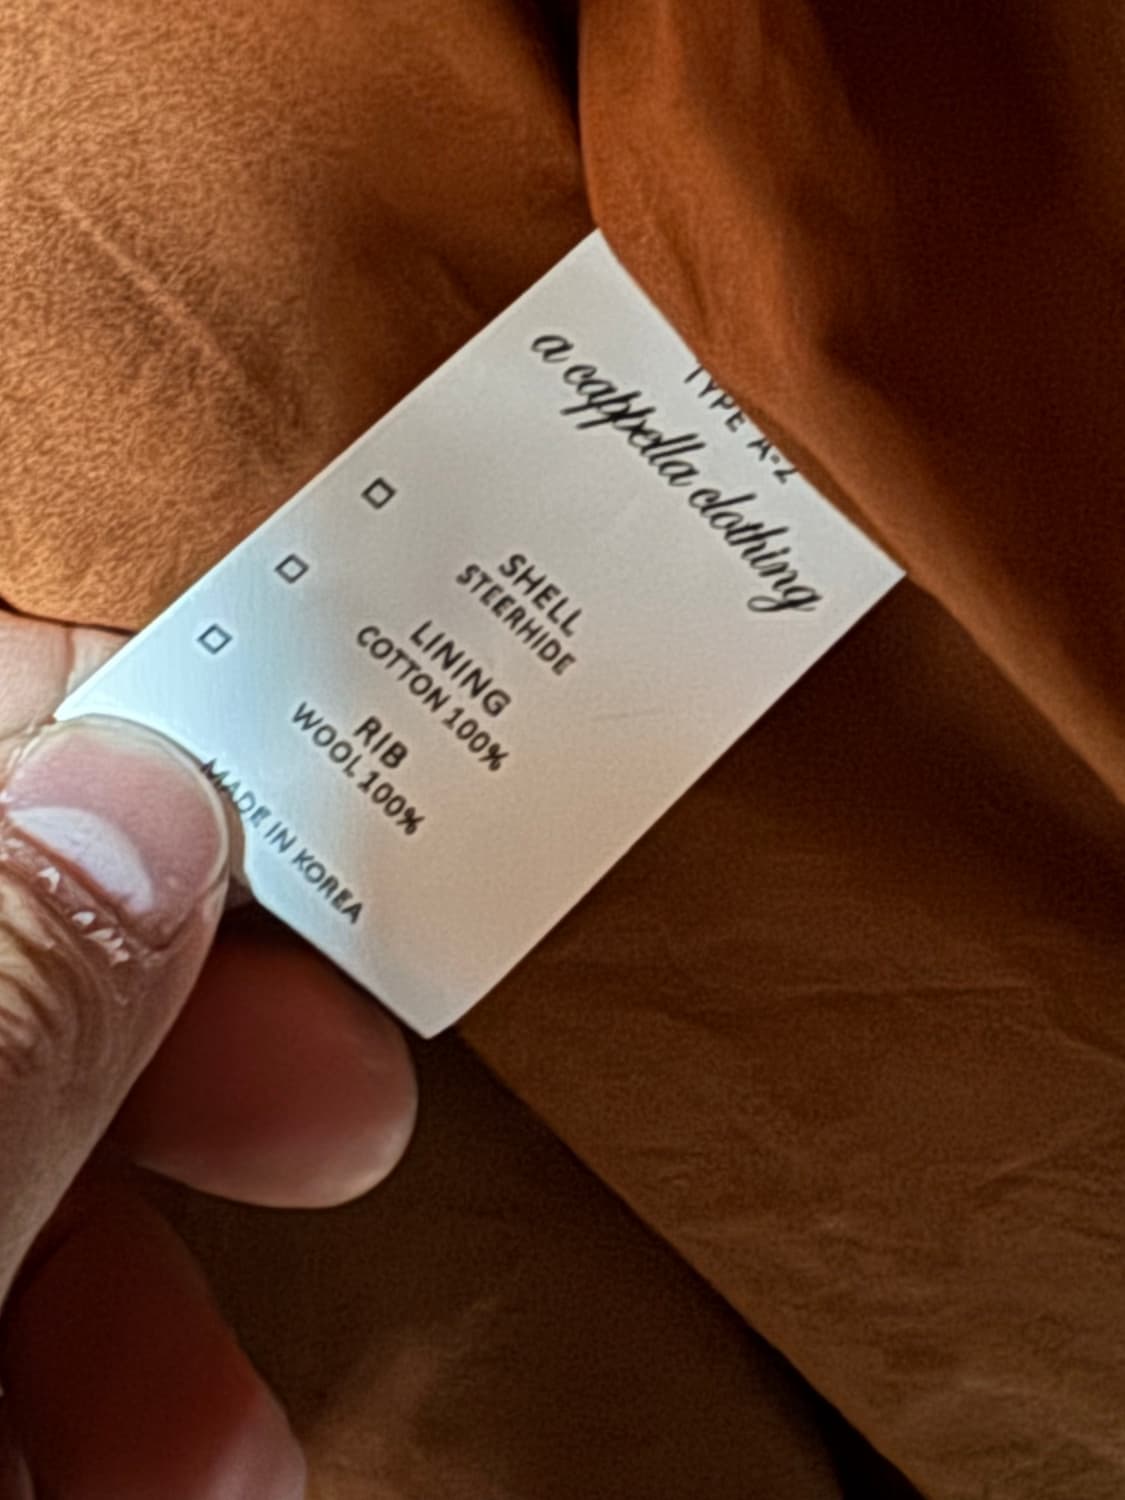 TYPE A-2
a cappella clothing
SHELL
STEERHIDE
LINING
COTTON 100%
RIB
WOOL 100%
MADE IN KOREA